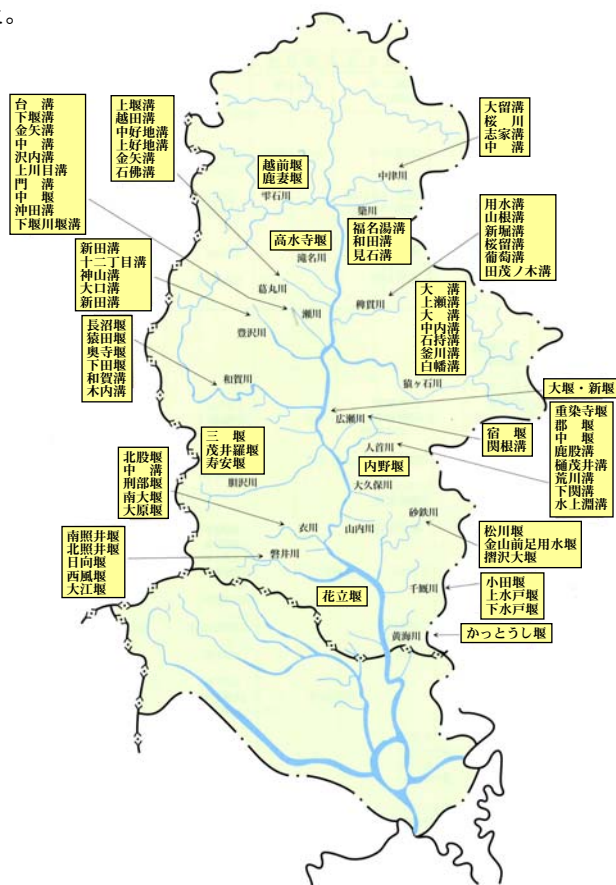 と。
台　溝
下堰溝
金矢溝
中　溝
沢内溝
上川目溝
門　溝
中　堰
沖田溝
下堰川堰溝
上堰溝
越田溝
中好地溝
上好地溝
金矢溝
石佛溝
大留溝
桜　川
志家溝
中　溝
越前堰
鹿妻堰
中津川
雫石川
簗川
高水寺堰
滝名川
福名湯溝
和田溝
見石溝
用水溝
山根溝
新堀溝
桜留溝
葡萄溝
田茂ノ木溝
新田溝
十二丁目溝
神山溝
大口溝
新田溝
葛丸川
瀬川
稗貫川
豊沢川
大　溝
上瀬溝
大　溝
中内溝
石持溝
釜川溝
白幡溝
長沼堰
猿田堰
奥寺堰
下田堰
和賀溝
木内溝
和賀川
猿ヶ石川
大堰・新堰
広瀬川
宿　堰
関根溝
重染寺堰
郡　堰
中　堰
鹿股溝
樋茂井溝
荒川溝
下関溝
水上淵溝
人首川
三　堰
茂井羅堰
寿安堰
内野堰
北股堰
中　溝
刑部堰
南大堰
大原堰
胆沢川
大久保川
衣川
山内川
砂鉄川
南照井堰
北照井堰
日向堰
西風堰
大江堰
磐井川
松川堰
金山前足用水堰
摺沢大堰
花立堰
千厩川
小田堰
上水戸堰
下水戸堰
黄海川
かっとうし堰